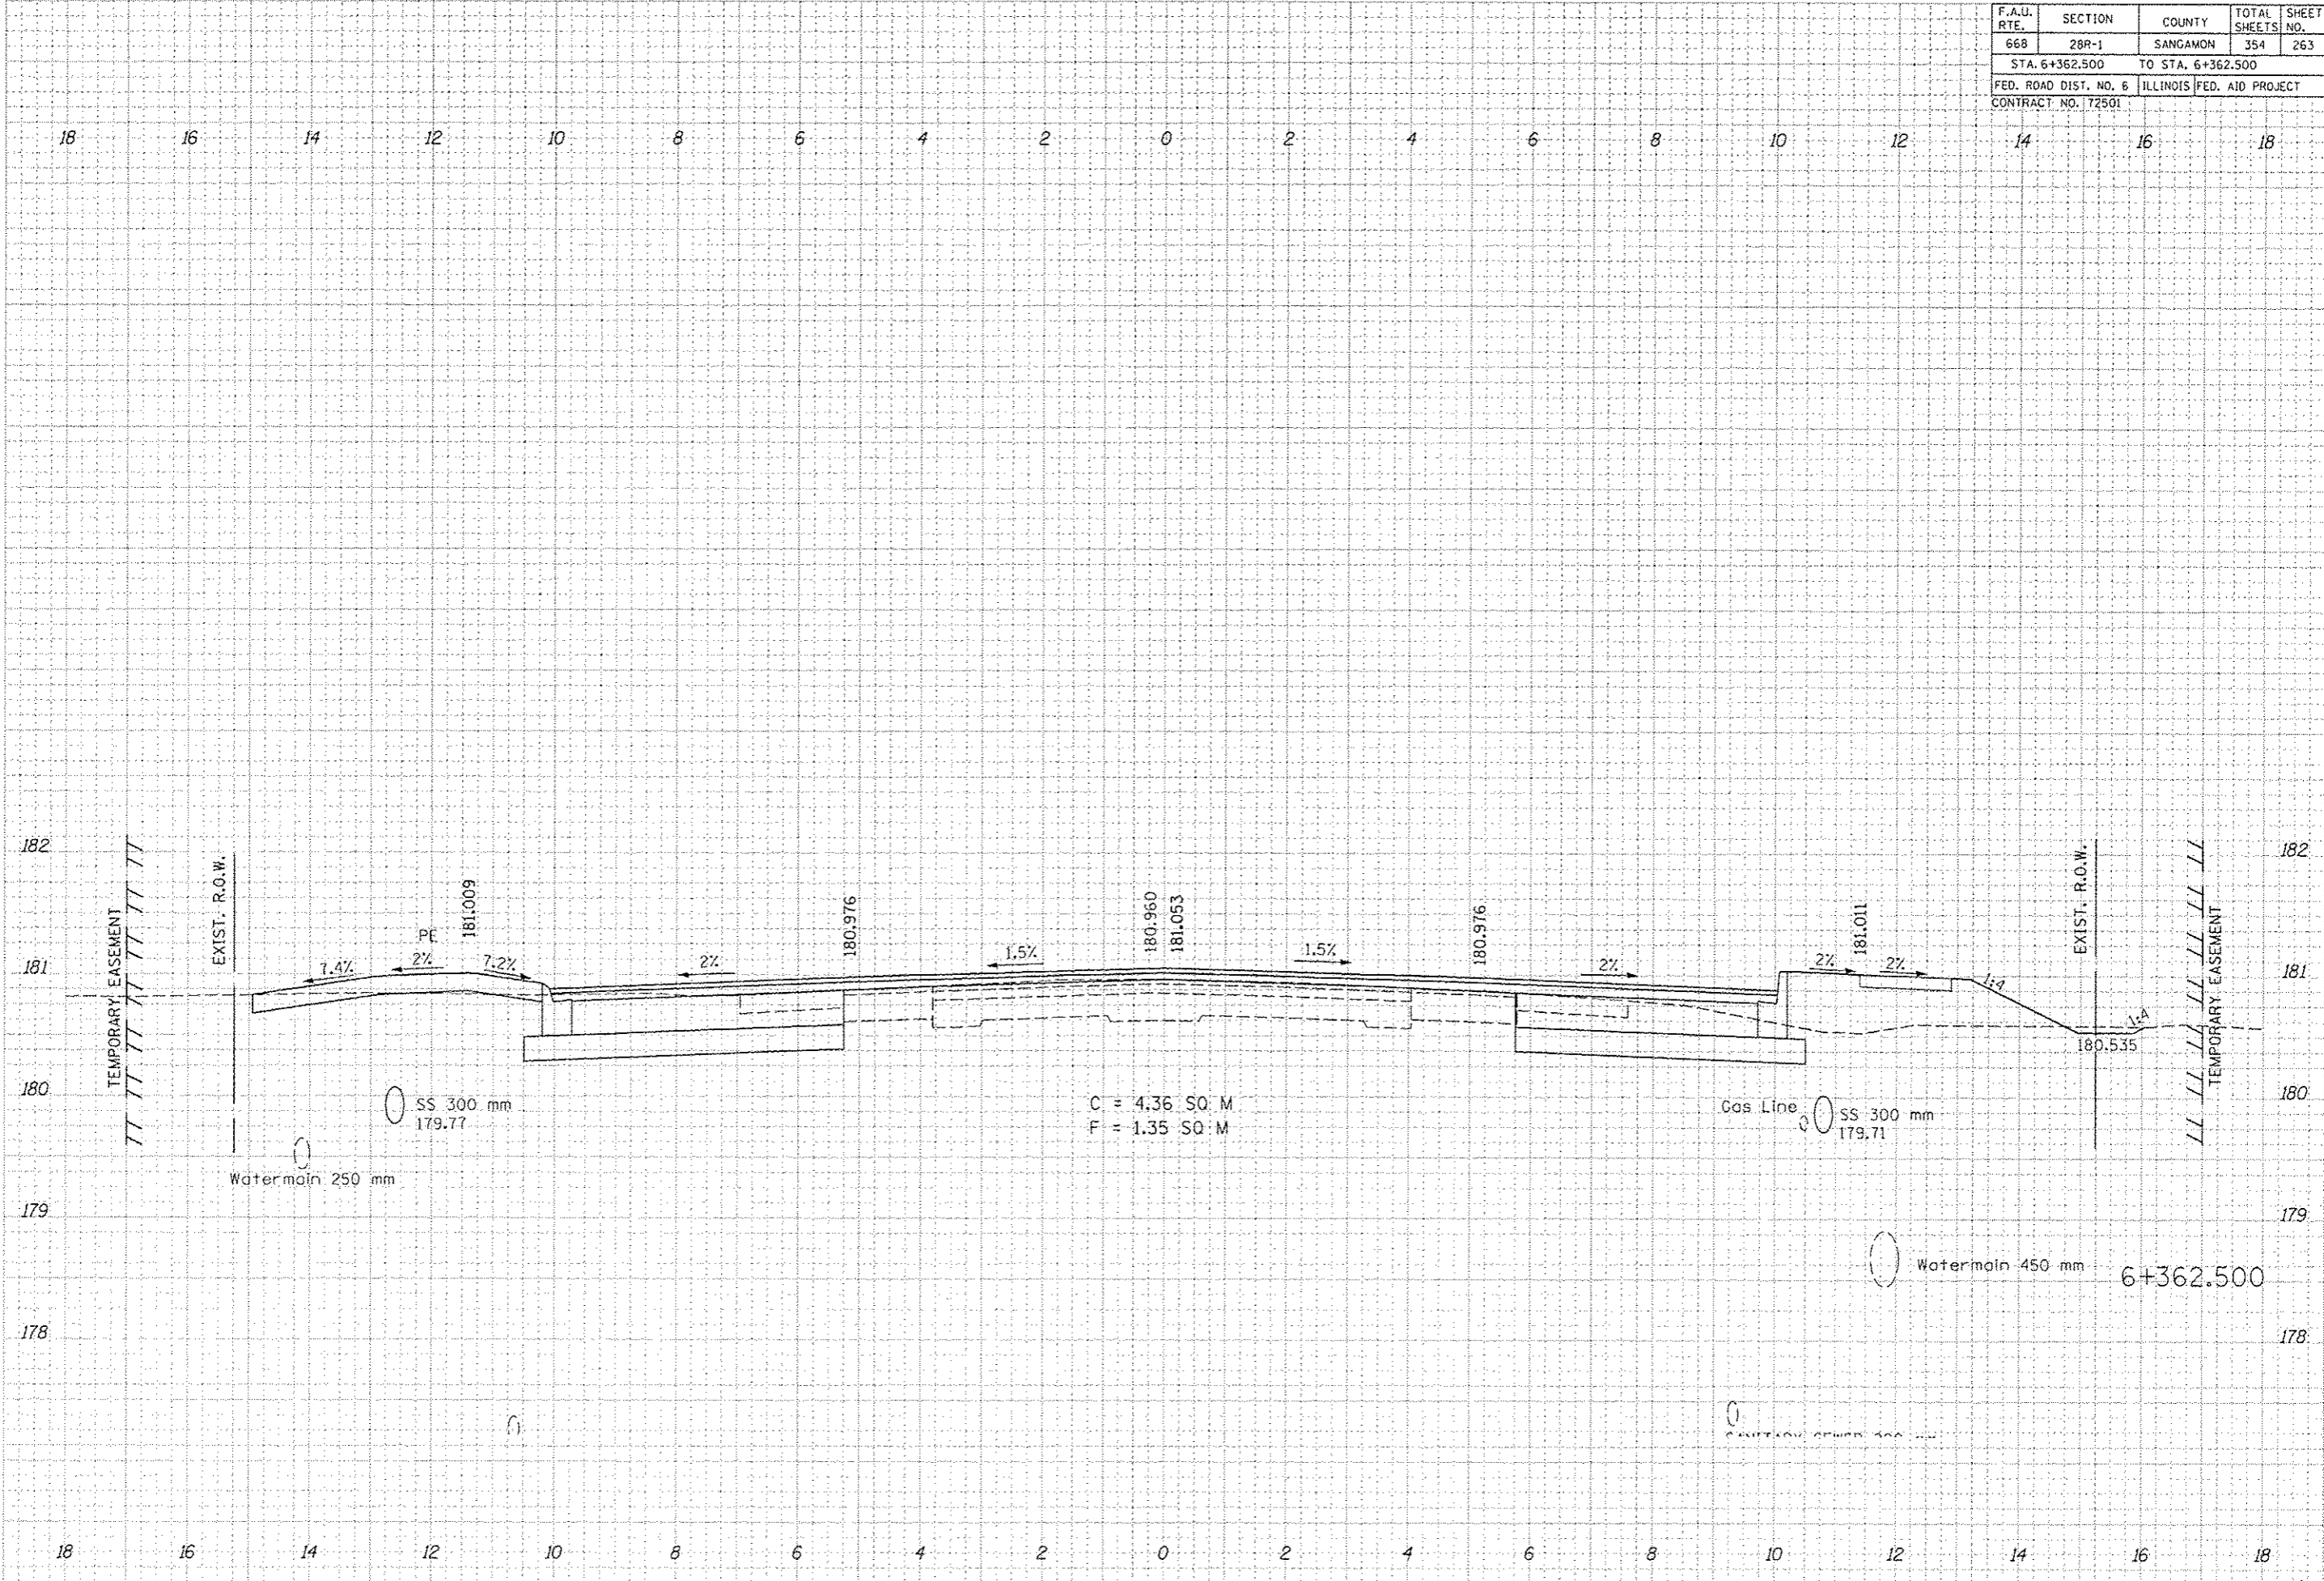 F.A.U. RTE. SECTION COUNTY TOTAL SHEETS SHEET NO.
668 28R-1 SANGAMON 354 263
STA. 6+362.500 TO STA. 6+362.500
FED. ROAD DIST. NO. 6 ILLINOIS FED. AID PROJECT
CONTRACT NO. 72501
18 16 14 12 10 8 6 4 2 0 2 4 6 8 10 12 14 16 18
182 182
TEMPORARY EASEMENT
EXIST. R.O.W.
181.009
180.976
180.960
181.053
180.976
181.011
EXIST. R.O.W.
TEMPORARY EASEMENT
PE
181 7.4% 2% 7.2% 2% 1.5% 1.5% 2% 2% 2% 1:4 181
1:4
180.535
180 180
SS 300 mm
179.77
C = 4.36 SQ M
F = 1.35 SQ M
Gas Line
SS 300 mm
179.71
Watermain 250 mm
179 179
Watermain 450 mm
6+362.500
178 178
18 16 14 12 10 8 6 4 2 0 2 4 6 8 10 12 14 16 18